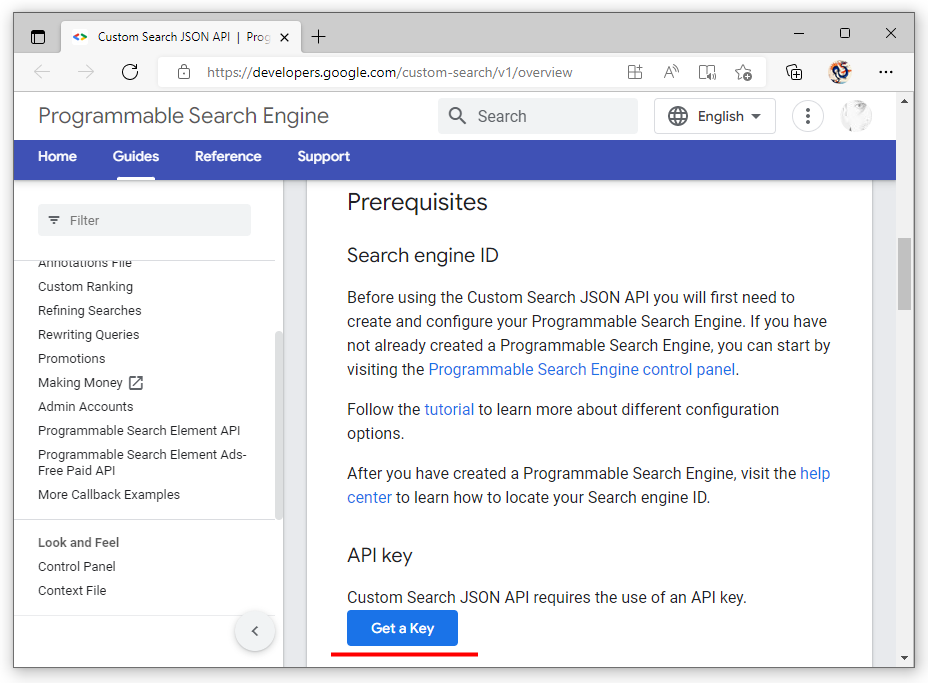 Custom Search JSON API | Prog
https://developers.google.com/custom-search/v1/overview
Programmable Search Engine
Search
English
Home
Guides
Reference
Support
Filter
Annotations File
Custom Ranking
Refining Searches
Rewriting Queries
Promotions
Making Money
Admin Accounts
Programmable Search Element API
Programmable Search Element Ads-
Free Paid API
More Callback Examples
Look and Feel
Control Panel
Context File
Prerequisites
Search engine ID
Before using the Custom Search JSON API you will first need to
create and configure your Programmable Search Engine. If you have
not already created a Programmable Search Engine, you can start by
visiting the Programmable Search Engine control panel.
Follow the tutorial to learn more about different configuration
options.
After you have created a Programmable Search Engine, visit the help
center to learn how to locate your Search engine ID.
API key
Custom Search JSON API requires the use of an API key.
Get a Key